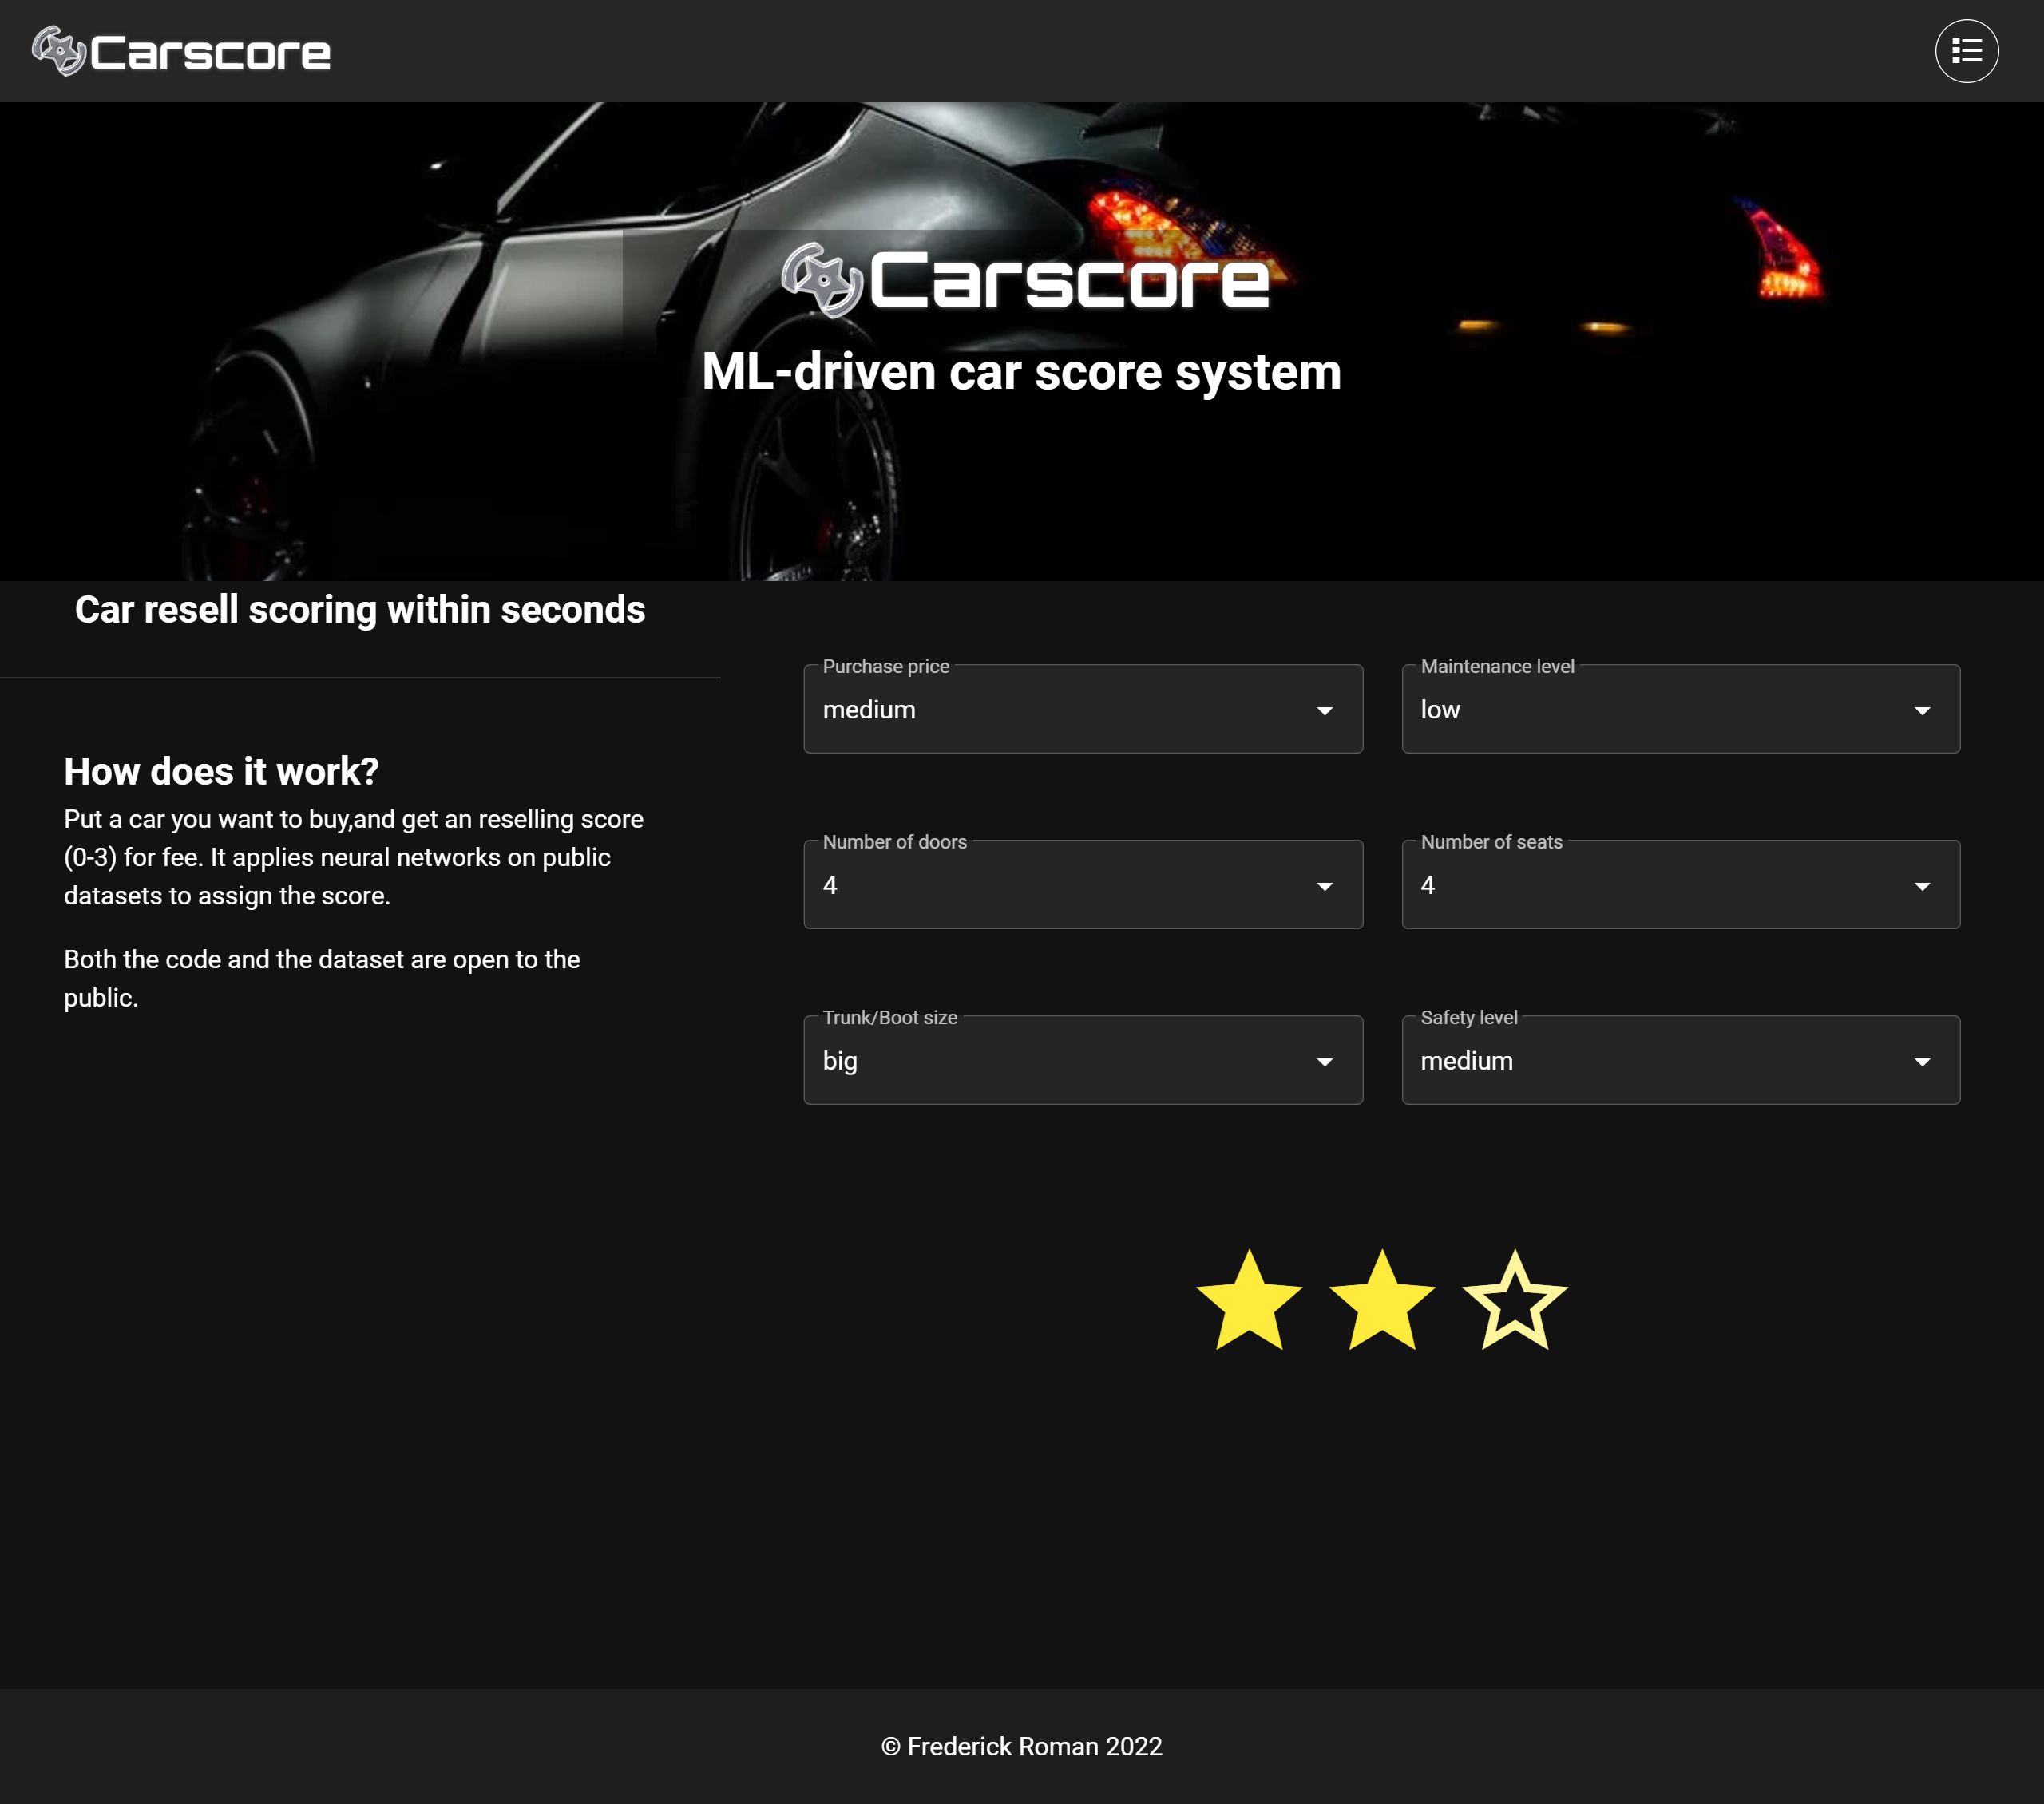 Carscore
Carscore
ML-driven car score system
Car resell scoring within seconds
How does it work?
Put a car you want to buy,and get an reselling score
(0-3) for fee. It applies neural networks on public
datasets to assign the score.
Both the code and the dataset are open to the
public.
Purchase price
medium
Maintenance level
low
Number of doors
4
Number of seats
4
Trunk/Boot size
big
Safety level
medium
© Frederick Roman 2022